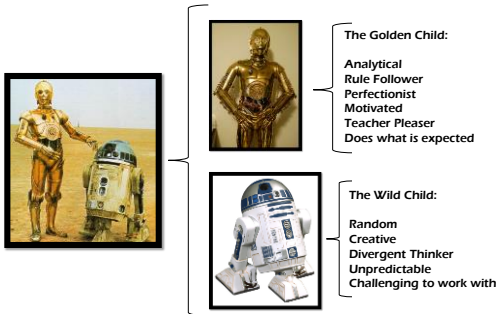 The Golden Child:
Analytical
Rule Follower
Perfectionist
Motivated
Teacher Pleaser
Does what is expected
The Wild Child:
Random
Creative
Divergent Thinker
Unpredictable
Challenging to work with